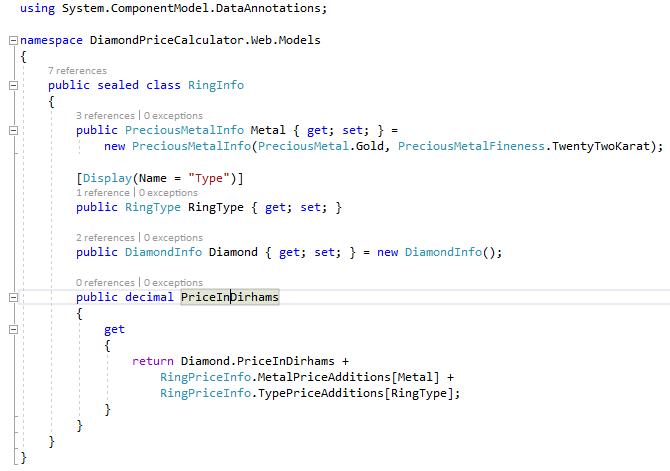 using System.ComponentModel.DataAnnotations;
namespace DiamondPriceCalculator.Web.Models
{
7 references
public sealed class RingInfo
{
3 references | 0 exceptions
public PreciousMetalInfo Metal { get; set; } =
new PreciousMetalInfo(PreciousMetal.Gold, PreciousMetalFineness.TwentyTwoKarat);
[Display(Name = "Type")]
1 reference | 0 exceptions
public RingType RingType { get; set; }
2 references | 0 exceptions
public DiamondInfo Diamond { get; set; } = new DiamondInfo();
0 references | 0 exceptions
public decimal PriceInDirhams
{
get
{
return Diamond.PriceInDirhams +
RingPriceInfo.MetalPriceAdditions[Metal] +
RingPriceInfo.TypePriceAdditions[RingType];
}
}
}
}